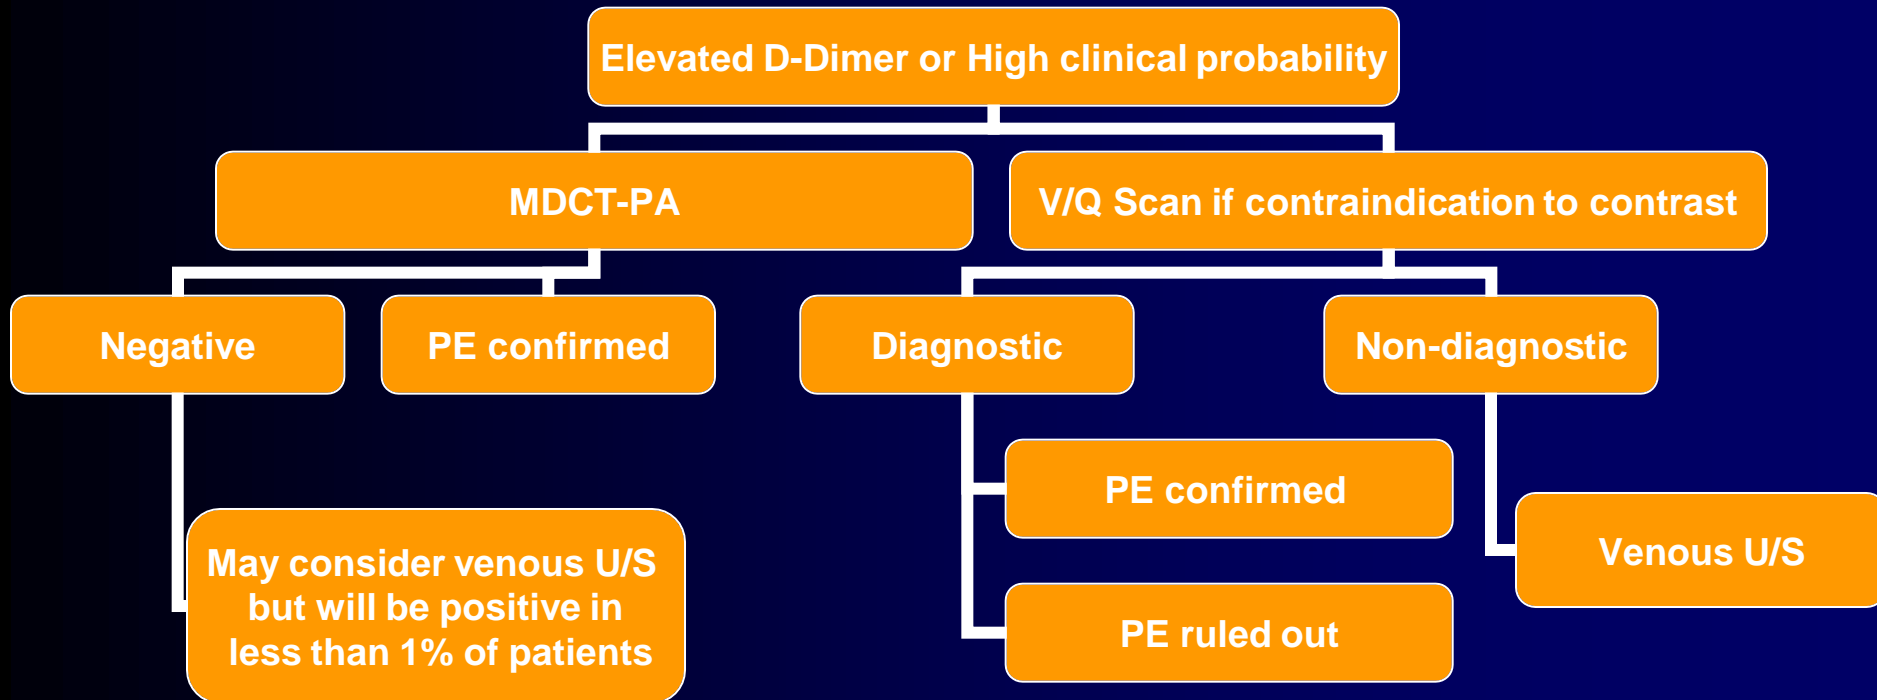 Elevated D-Dimer or High clinical probability
MDCT-PA
V/Q Scan if contraindication to contrast
Negative
PE confirmed
Diagnostic
Non-diagnostic
PE confirmed
May consider venous U/S
but will be positive in
less than 1% of patients
Venous U/S
PE ruled out